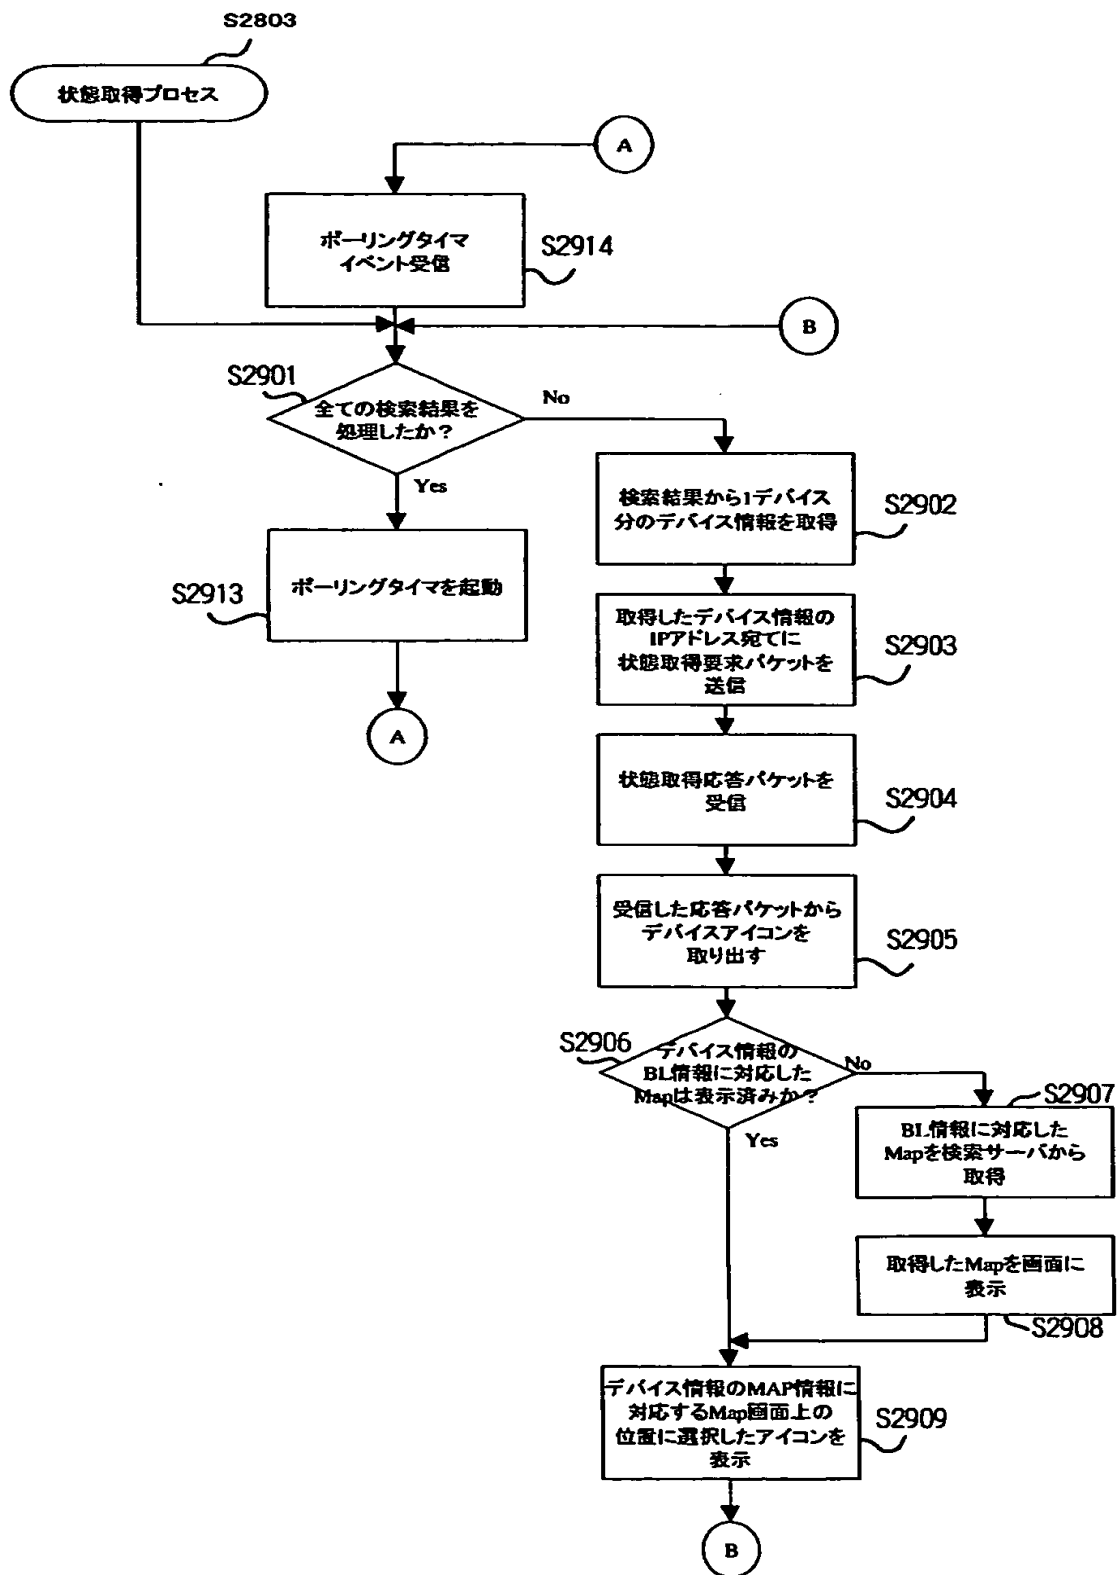 S2803
状態取得プロセス
A
ポーリングタイマ
イベント受信
S2914
B
S2901
全ての検索結果を
処理したか？
No
Yes
検索結果から1デバイス
分のデバイス情報を取得
S2902
ポーリングタイマを起動
S2913
取得したデバイス情報の
IPアドレス宛てに
状態取得要求パケットを
送信
S2903
A
状態取得応答パケットを
受信
S2904
受信した応答パケットから
デバイスアイコンを
取り出す
S2905
S2906
デバイス情報の
BL情報に対応した
Mapは表示済みか？
No
Yes
S2907
BL情報に対応した
Mapを検索サーバから
取得
取得したMapを画面に
表示
S2908
デバイス情報のMAP情報に
対応するMap画面上の
位置に選択したアイコンを
表示
S2909
B